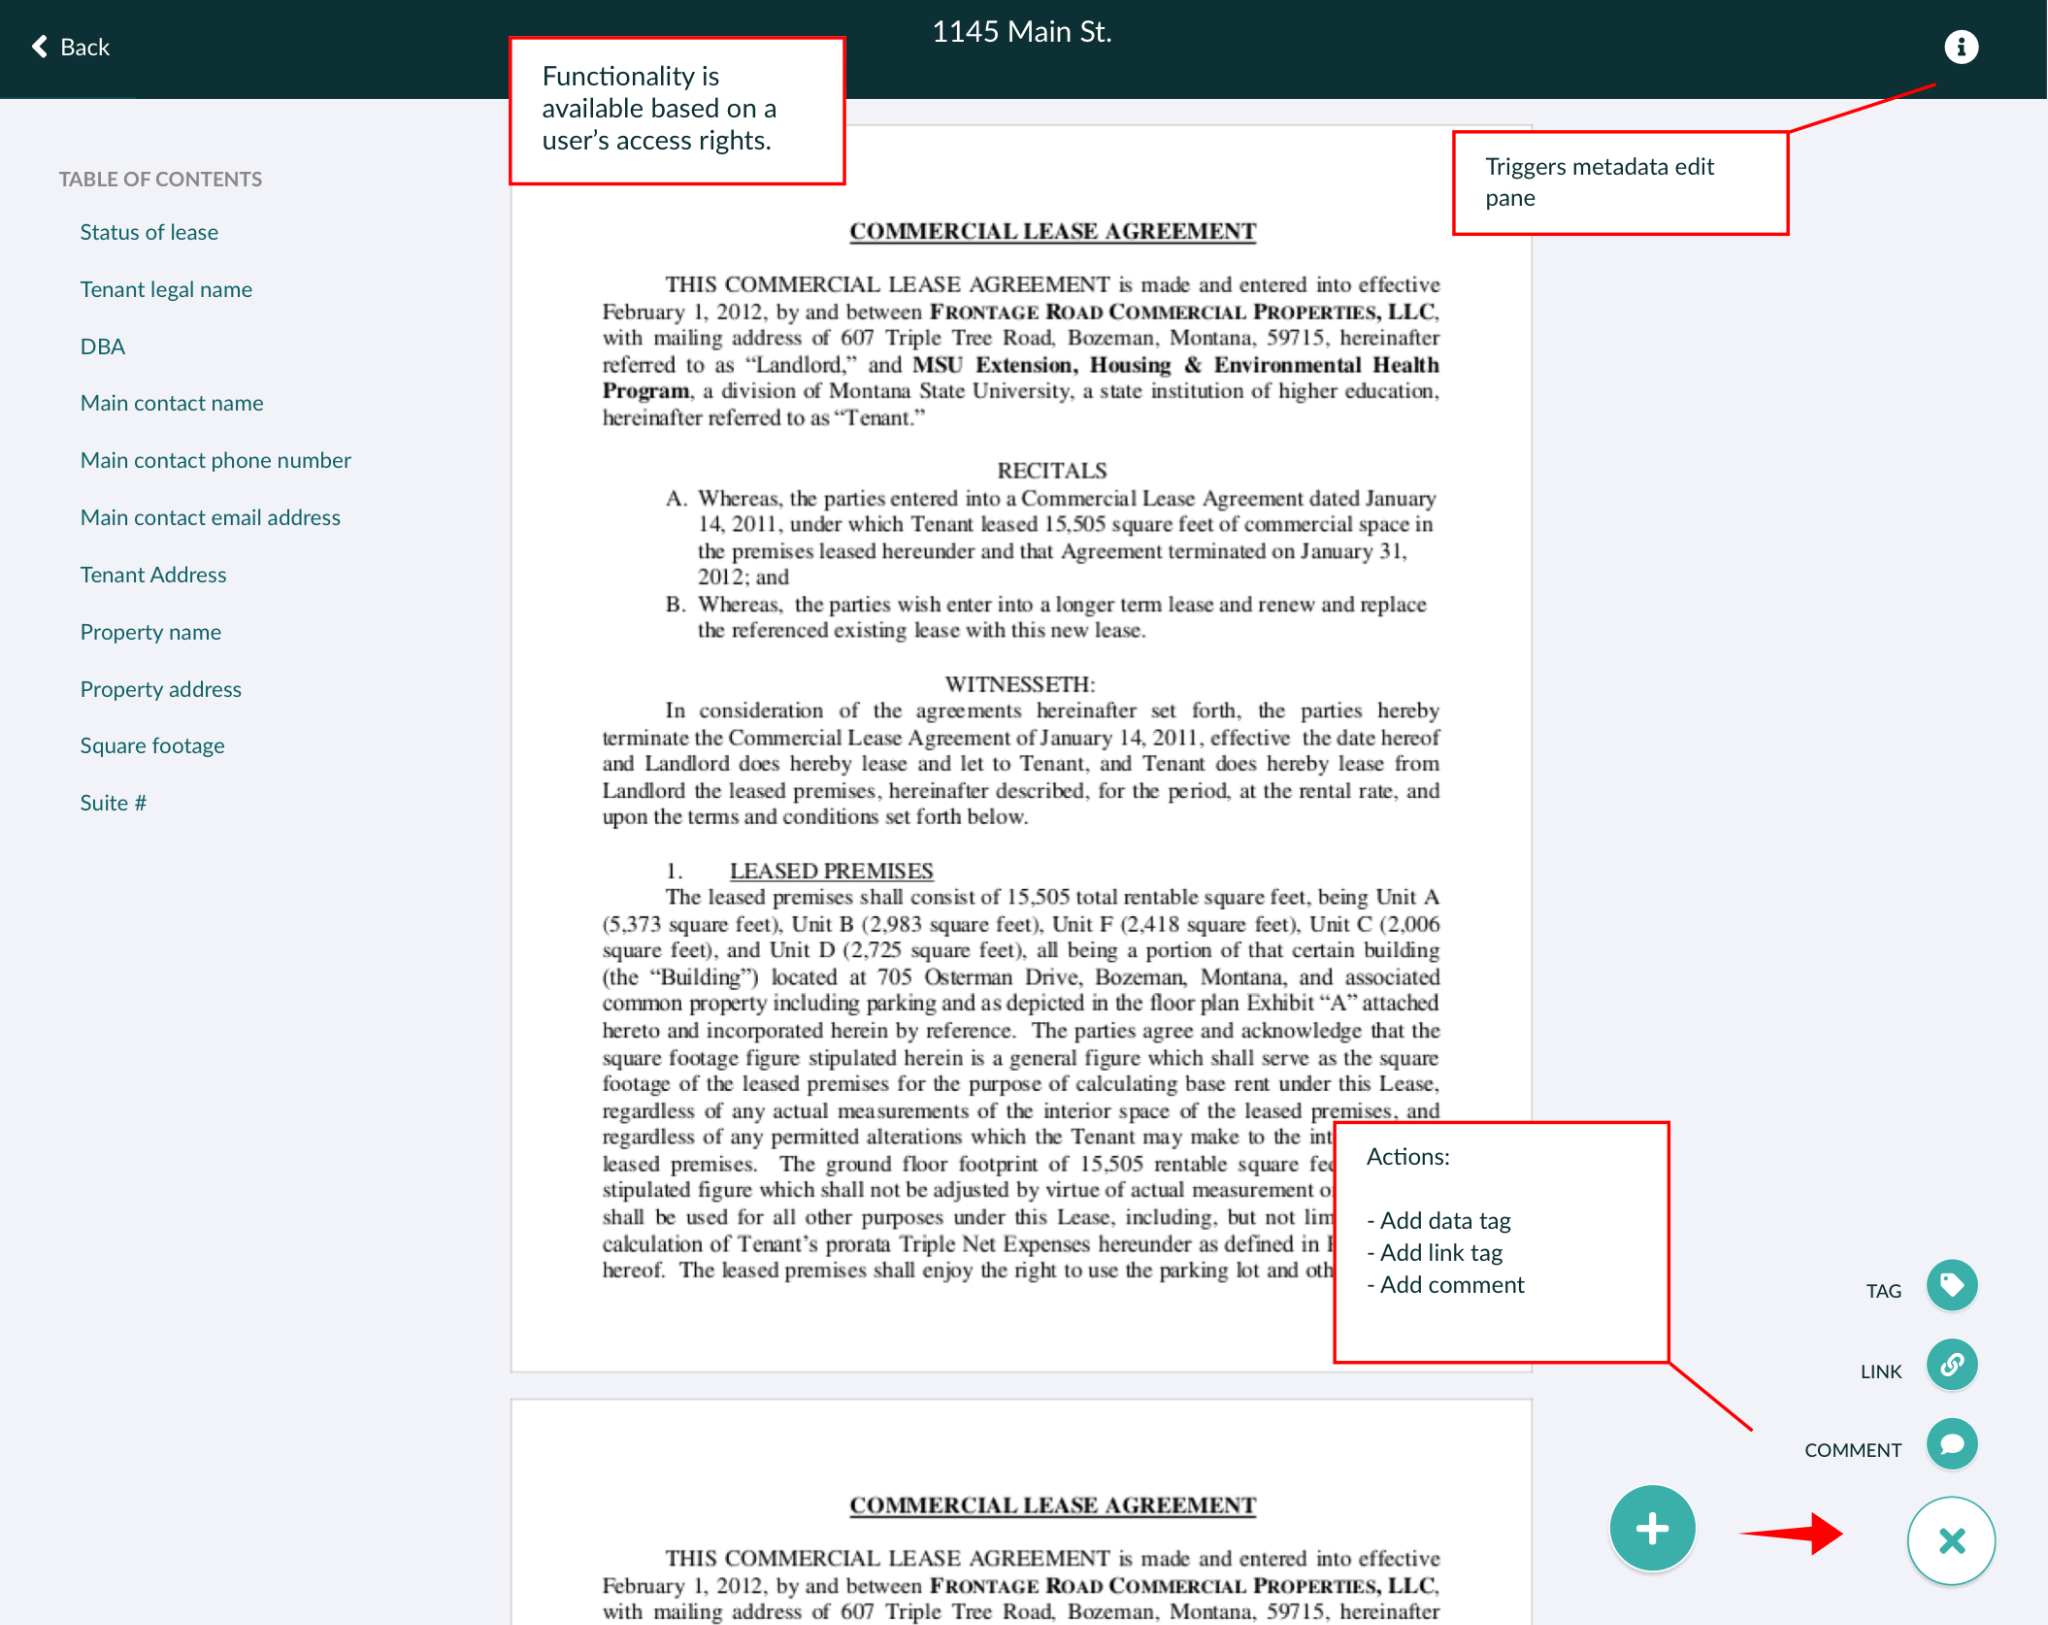 Back
1145 Main St.
Functionality is
available based on a
user’s access rights.
Triggers metadata edit
pane
TABLE OF CONTENTS
Status of lease
Tenant legal name
DBA
Main contact name
Main contact phone number
Main contact email address
Tenant Address
Property name
Property address
Square footage
Suite #
COMMERCIAL LEASE AGREEMENT
THIS COMMERCIAL LEASE AGREEMENT is made and entered into effective
February 1, 2012, by and between FRONTAGE ROAD COMMERCIAL PROPERTIES, LLC,
with mailing address of 607 Triple Tree Road, Bozeman, Montana, 59715, hereinafter
referred to as “Landlord,” and MSU Extension, Housing & Environmental Health
Program, a division of Montana State University, a state institution of higher education,
hereinafter referred to as “Tenant.”
RECITALS
A. Whereas, the parties entered into a Commercial Lease Agreement dated January
14, 2011, under which Tenant leased 15,505 square feet of commercial space in
the premises leased hereunder and that Agreement terminated on January 31,
2012; and
B. Whereas, the parties wish enter into a longer term lease and renew and replace
the referenced existing lease with this new lease.
WITNESSETH:
In consideration of the agreements hereinafter set forth, the parties hereby
terminate the Commercial Lease Agreement of January 14, 2011, effective the date hereof
and Landlord does hereby lease and let to Tenant, and Tenant does hereby lease from
Landlord the leased premises, hereinafter described, for the period, at the rental rate, and
upon the terms and conditions set forth below.
1. LEASED PREMISES
The leased premises shall consist of 15,505 total rentable square feet, being Unit A
(5,373 square feet), Unit B (2,983 square feet), Unit F (2,418 square feet), Unit C (2,006
square feet), and Unit D (2,725 square feet), all being a portion of that certain building
(the “Building”) located at 705 Osterman Drive, Bozeman, Montana, and associated
common property including parking and as depicted in the floor plan Exhibit “A” attached
hereto and incorporated herein by reference. The parties agree and acknowledge that the
square footage figure stipulated herein is a general figure which shall serve as the square
footage of the leased premises for the purpose of calculating base rent under this Lease,
regardless of any actual measurements of the interior space of the leased premises, and
regardless of any permitted alterations which the Tenant may make to the
leased premises. The ground floor footprint of 15,505 rentable square
stipulated figure which shall not be adjusted by virtue of actual measurement
shall be used for all other purposes under this Lease, including, but not
calculation of Tenant’s prorata Triple Net Expenses hereunder as defined in
hereof. The leased premises shall enjoy the right to use the parking lot and
Actions:
- Add data tag
- Add link tag
- Add comment
TAG
LINK
COMMENT
COMMERCIAL LEASE AGREEMENT
THIS COMMERCIAL LEASE AGREEMENT is made and entered into effective
February 1, 2012, by and between FRONTAGE ROAD COMMERCIAL PROPERTIES, LLC,
with mailing address of 607 Triple Tree Road, Bozeman, Montana, 59715, hereinafter